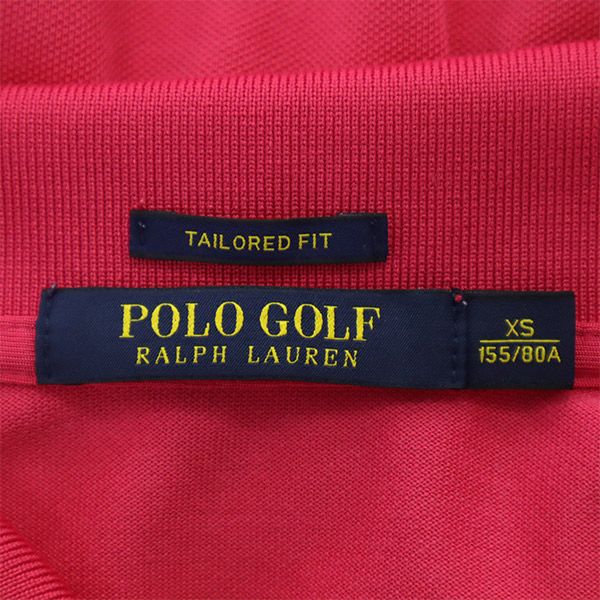 TAILORED FIT
POLO GOLF
RALPH LAUREN
XS
155/80A